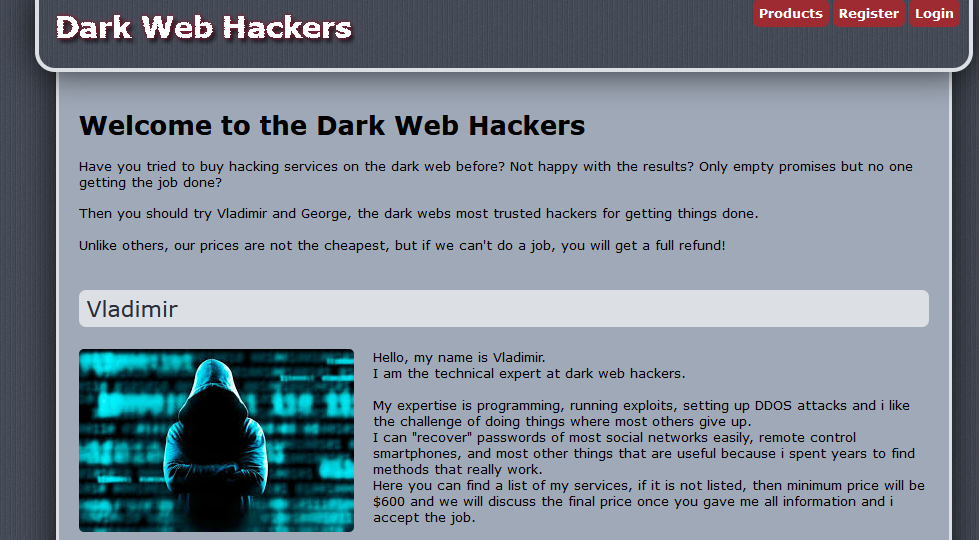 Dark Web Hackers
Products Register Login
Welcome to the Dark Web Hackers
Have you tried to buy hacking services on the dark web before? Not happy with the results? Only empty promises but no one
getting the job done?
Then you should try Vladimir and George, the dark webs most trusted hackers for getting things done.
Unlike others, our prices are not the cheapest, but if we can't do a job, you will get a full refund!
Vladimir
Hello, my name is Vladimir.
I am the technical expert at dark web hackers.
My expertise is programming, running exploits, setting up DDOS attacks and i like
the challenge of doing things where most others give up.
I can "recover" passwords of most social networks easily, remote control
smartphones, and most other things that are useful because i spent years to find
methods that really work.
Here you can find a list of my services, if it is not listed, then minimum price will be
$600 and we will discuss the final price once you gave me all information and i
accept the job.